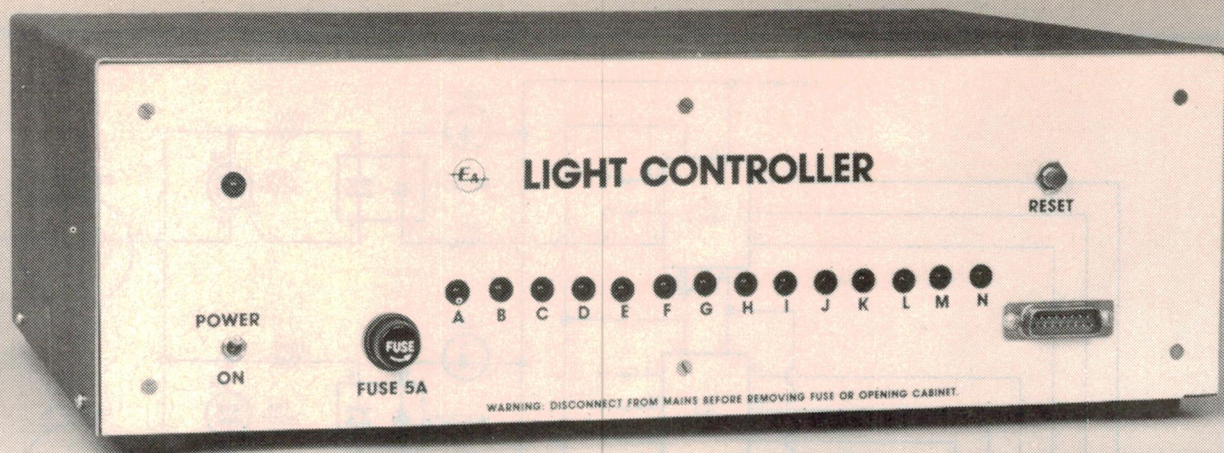 EA LIGHT CONTROLLER
RESET
A B C D E F G H I J K L M N
POWER
ON
FUSE
FUSE 5A
WARNING: DISCONNECT FROM MAINS BEFORE REMOVING FUSE OR OPENING CABINET.